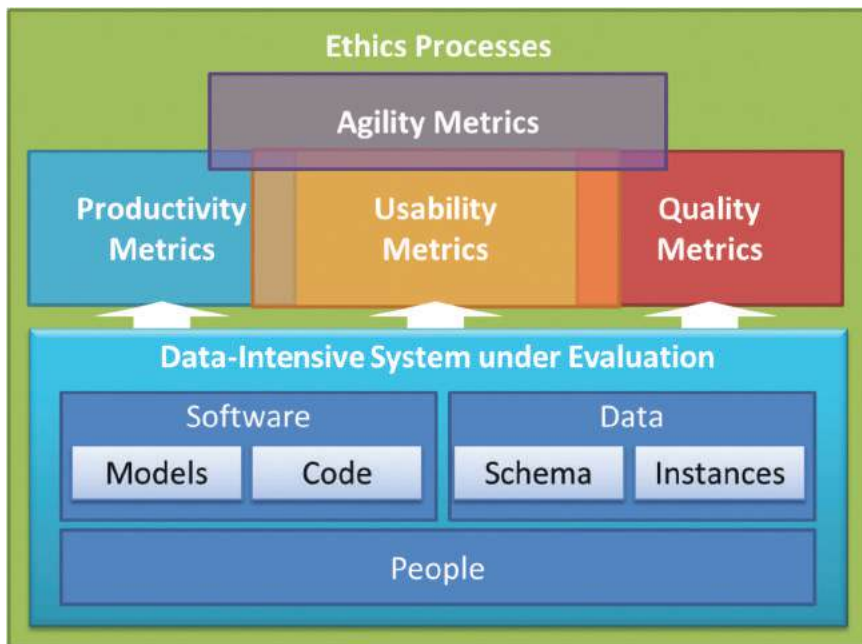 Ethics Processes
Agility Metrics
Productivity
Metrics
Usability
Metrics
Quality
Metrics
Data-Intensive System under Evaluation
Software
Data
Models
Code
Schema
Instances
People